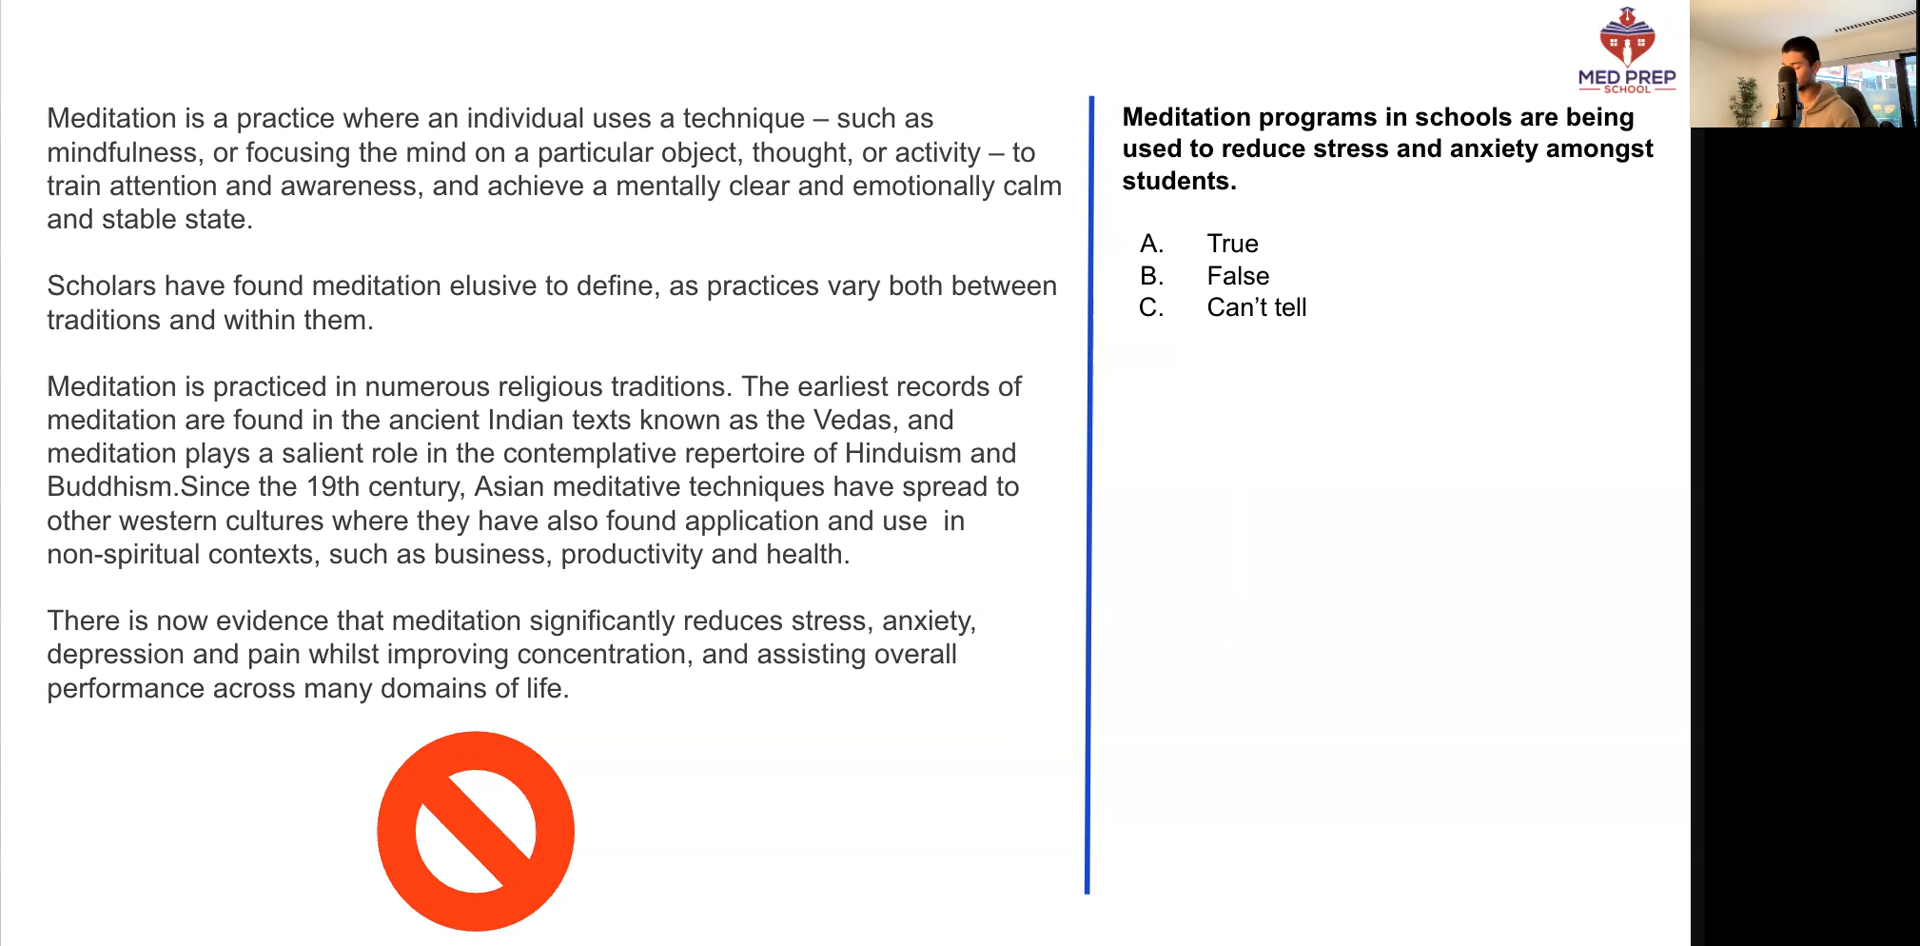 MED PREP
SCHOOL
Meditation is a practice where an individual uses a technique – such as
mindfulness, or focusing the mind on a particular object, thought, or activity – to
train attention and awareness, and achieve a mentally clear and emotionally calm
and stable state.
Scholars have found meditation elusive to define, as practices vary both between
traditions and within them.
Meditation is practiced in numerous religious traditions. The earliest records of
meditation are found in the ancient Indian texts known as the Vedas, and
meditation plays a salient role in the contemplative repertoire of Hinduism and
Buddhism.Since the 19th century, Asian meditative techniques have spread to
other western cultures where they have also found application and use  in
non-spiritual contexts, such as business, productivity and health.
There is now evidence that meditation significantly reduces stress, anxiety,
depression and pain whilst improving concentration, and assisting overall
performance across many domains of life.
Meditation programs in schools are being
used to reduce stress and anxiety amongst
students.
A. True
B. False
C. Can’t tell